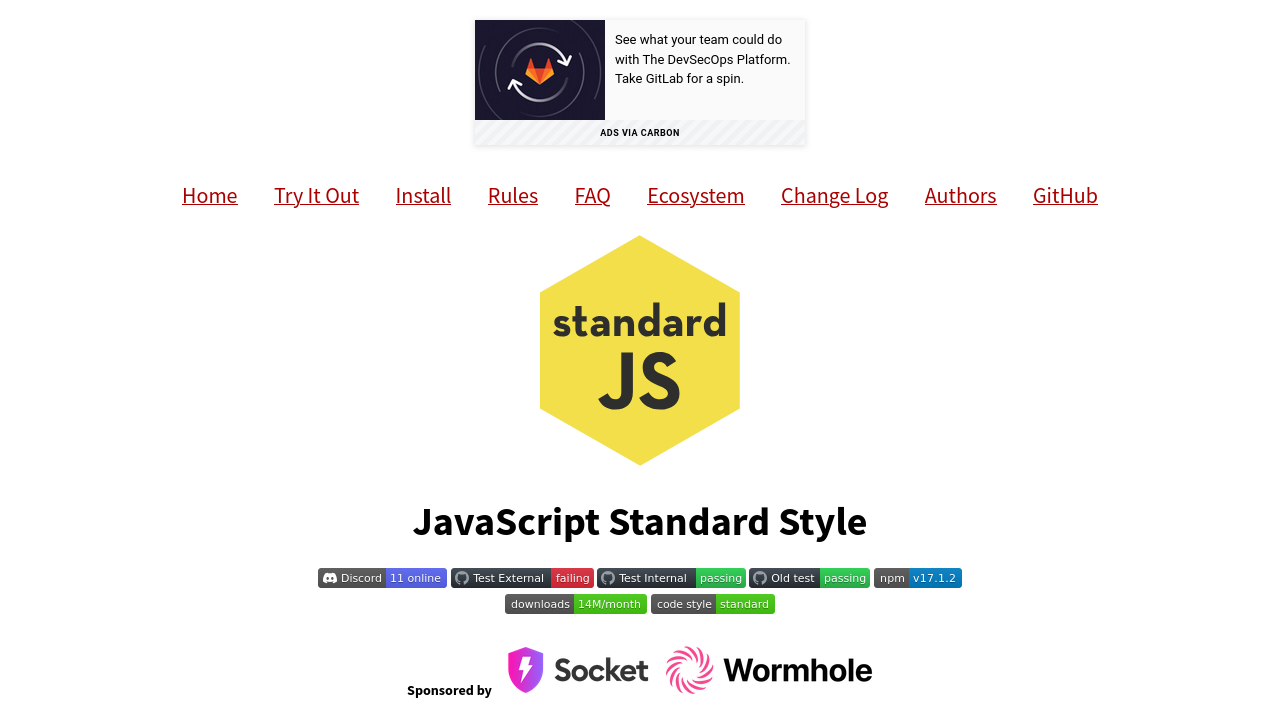 See what your team could do
with The DevSecOps Platform.
Take GitLab for a spin.
ADS VIA CARBON
Home Try It Out Install Rules FAQ Ecosystem Change Log Authors GitHub
standard
JS
JavaScript Standard Style
Discord 11 online Test External failing Test Internal passing Old test passing npm v17.1.2
downloads 14M/month code style standard
Sponsored by Socket Wormhole